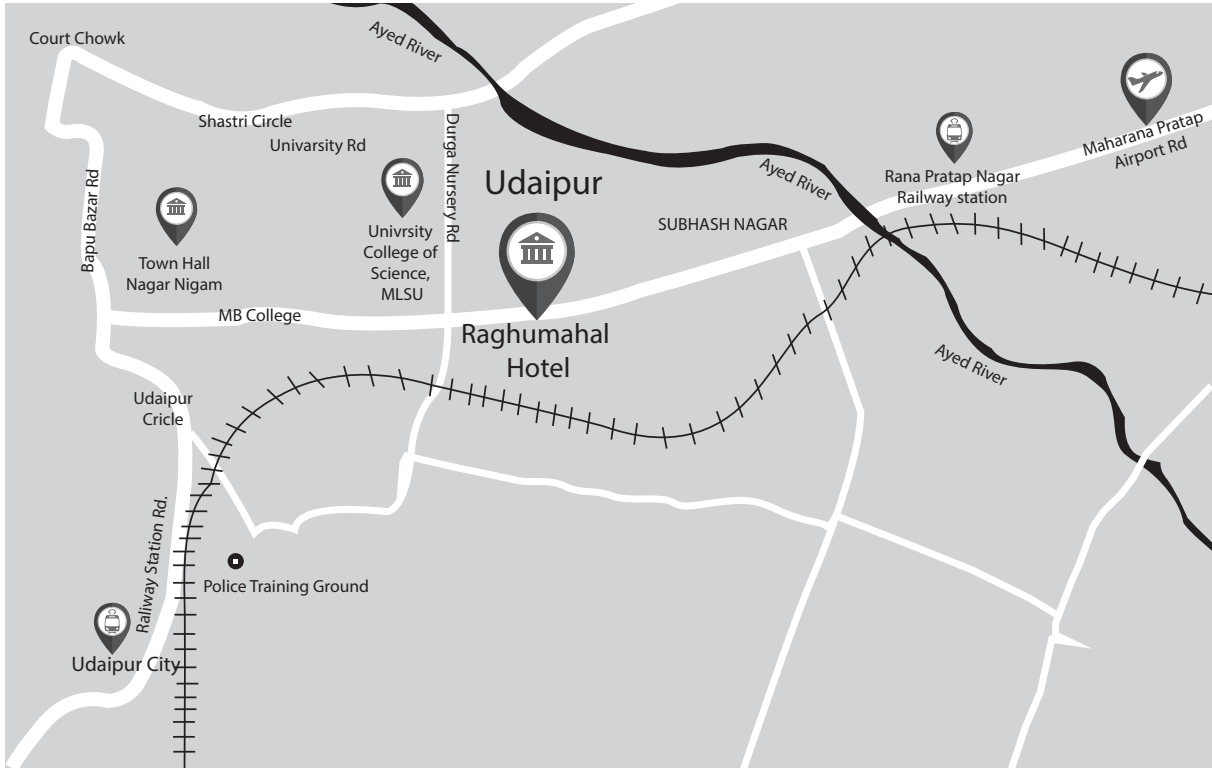 Court Chowk
Ayed River
Shastri Circle
Univarsity Rd
Durga Nursery Rd
Maharana Pratap
Airport Rd
Bapu Bazar Rd
Udaipur
Ayed River
Rana Pratap Nagar
Railway station
SUBHASH NAGAR
Town Hall
Nagar Nigam
Univrsity
College of
Science,
MLSU
MB College
Raghumahal
Hotel
Ayed River
Udaipur
Cricle
Raliway Station Rd.
Police Training Ground
Udaipur City